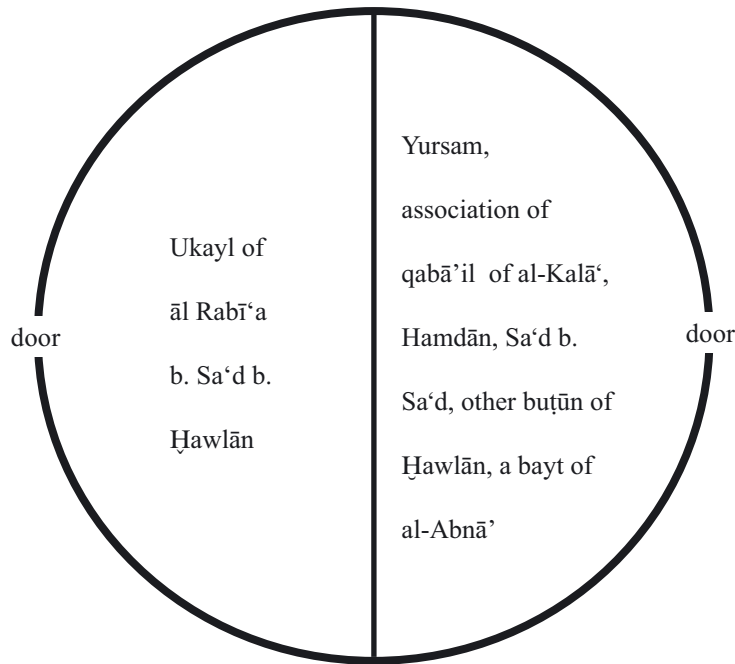 Yursam,
association of
Ukayl of
qabā’il of al-Kalā‘,
āl Rabī‘a
door
Hamdān, Sa‘d b.
door
b. Sa‘d b.
Sa‘d, other buṭūn of
Ḫawlān
Ḫawlān, a bayt of
al-Abnā’